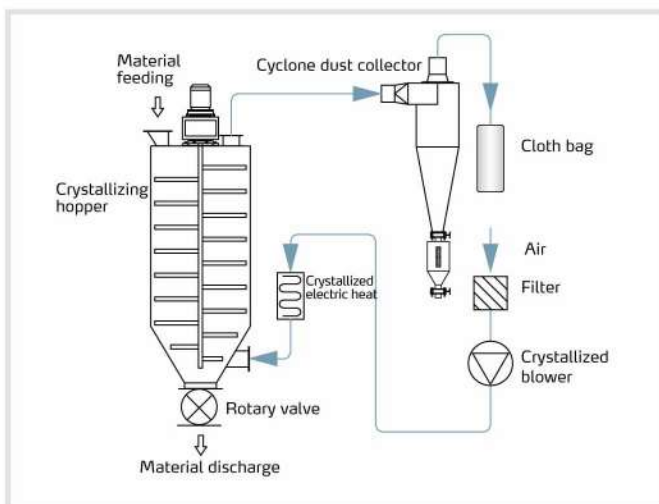 Material
feeding
Cyclone dust collector
Cloth bag
Crystallizing
hopper
Air
Crystallized
electric heat
Filter
Crystallized
blower
Rotary valve
Material discharge